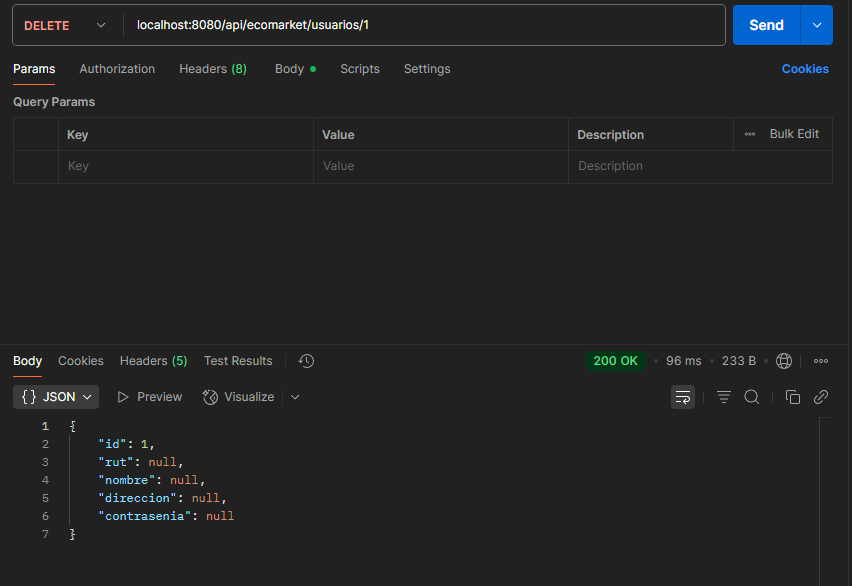 DELETE localhost:8080/api/ecomarket/usuarios/1 Send
Params Authorization Headers (8) Body Scripts Settings Cookies
Query Params
Key Value Description Bulk Edit
Key Value Description
Body Cookies Headers (5) Test Results 200 OK 96 ms 233 B
{} JSON Preview Visualize
1 {
2 "id": 1,
3 "rut": null,
4 "nombre": null,
5 "direccion": null,
6 "contrasenia": null
7 }